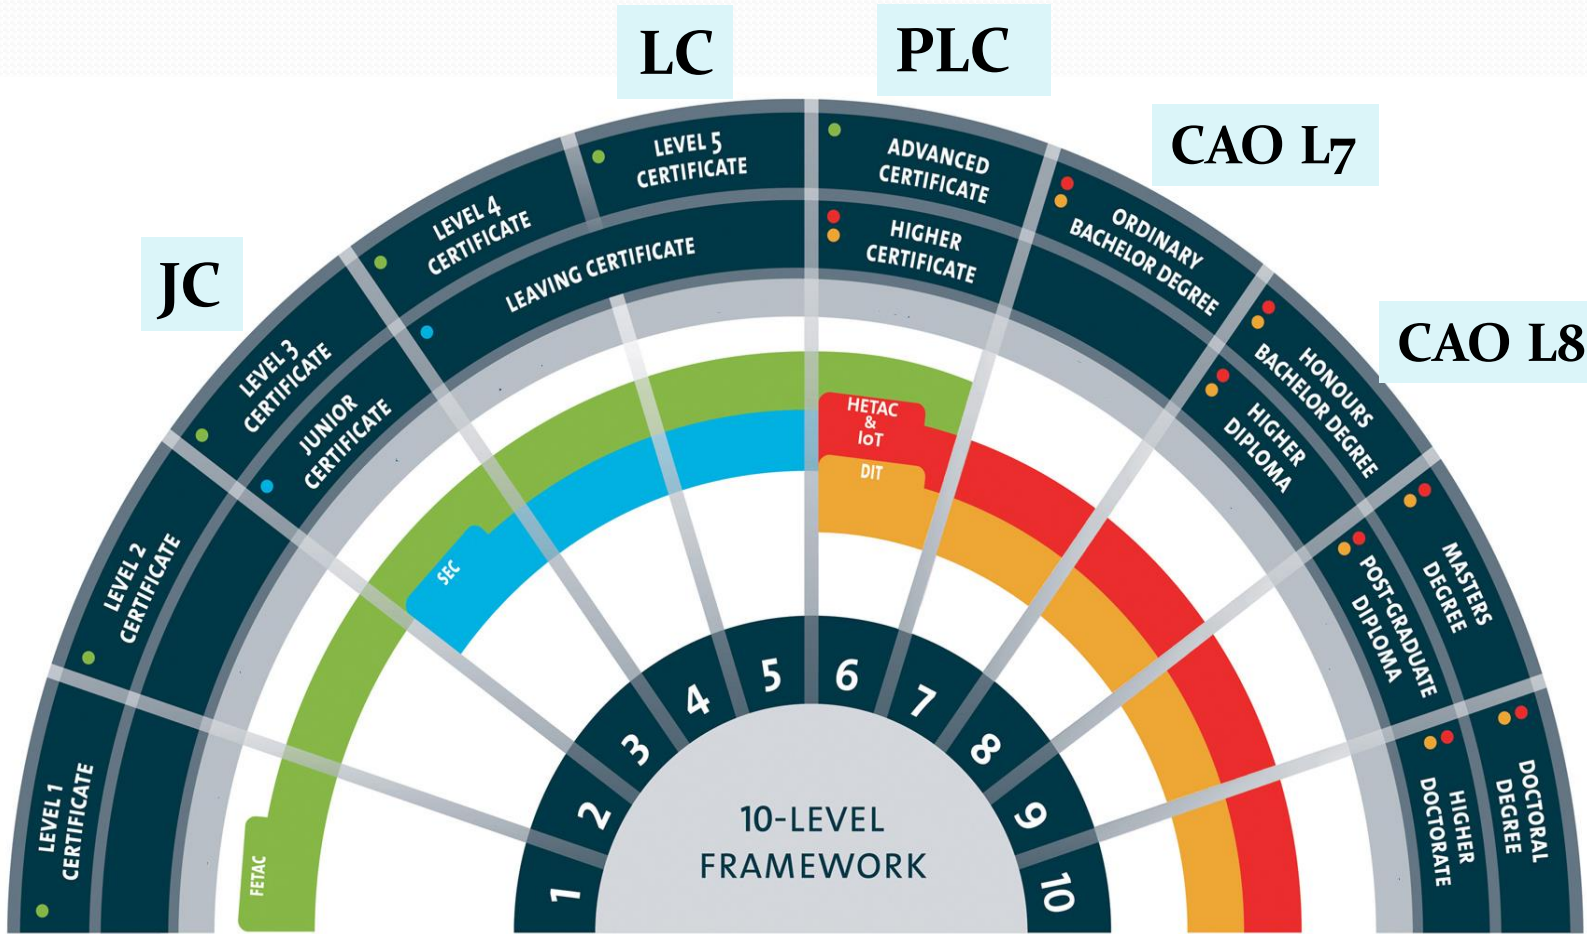 LC
PLC
CAO L7
JC
CAO L8
LEVEL 1
CERTIFICATE
LEVEL 2
CERTIFICATE
LEVEL 3
CERTIFICATE
JUNIOR
CERTIFICATE
LEVEL 4
CERTIFICATE
LEVEL 5
CERTIFICATE
LEAVING CERTIFICATE
ADVANCED
CERTIFICATE
HIGHER
CERTIFICATE
ORDINARY
BACHELOR DEGREE
HONOURS
BACHELOR DEGREE
HIGHER
DIPLOMA
MASTERS
DEGREE
POST-GRADUATE
DIPLOMA
DOCTORAL
DEGREE
HIGHER
DOCTORATE
FETAC
SEC
HETAC
&
IoT
DIT
1
2
3
4
5
6
7
8
9
10
10-LEVEL
FRAMEWORK